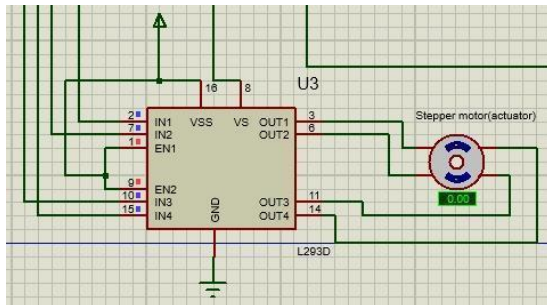 U3
16 8
2 IN1 VSS VS OUT1 3
7 IN2 OUT2 6
1 EN1
Stepper motor(actuator)
9 EN2
10 IN3 OUT3 11
15 IN4 GND OUT4 14
0.00
L293D